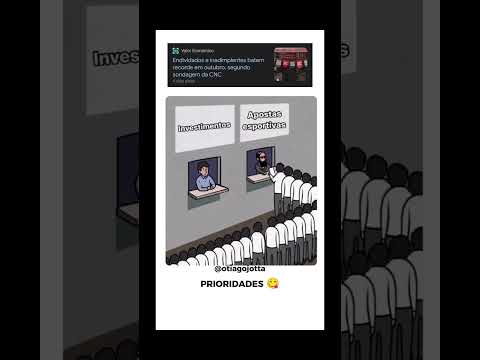 Valor Econômico
Endividados e inadimplentes batem
recorde em outubro, segundo
sondagem da CNC
Investimentos
Apostas
esportivas
@otiagojotta
PRIORIDADES 😋